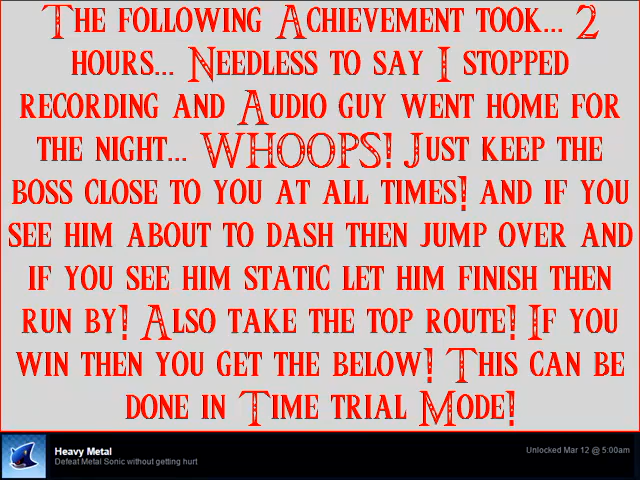 The following Achievement took... 2
hours... Needless to say I stopped
recording and Audio guy went home for
the night... WHOOPS! Just keep the
boss close to you at all times! and if you
see him about to dash then jump over and
if you see him static let him finish then
run by! Also take the top route! If you
win then you get the below! This can be
done in Time trial Mode!
Heavy Metal
Unlocked Mar 12 @ 5:00am
Defeat Metal Sonic without getting hurt